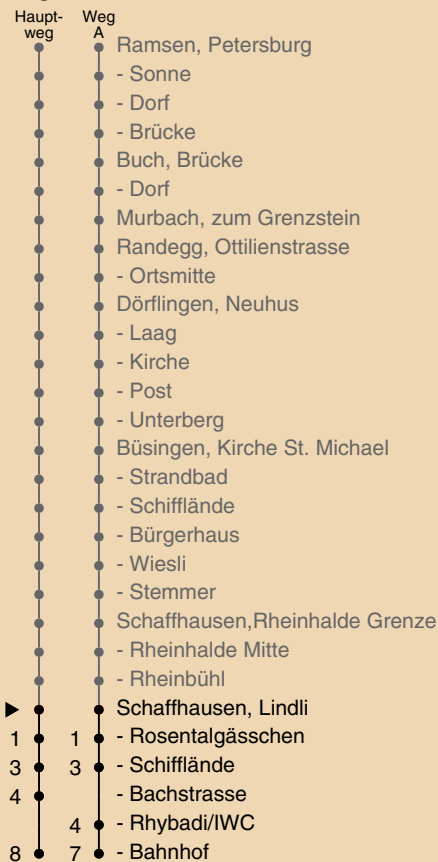 Haupt- Weg
weg A
Ramsen, Petersburg
- Sonne
- Dorf
- Brücke
Buch, Brücke
- Dorf
Murbach, zum Grenzstein
Randegg, Ottilienstrasse
- Ortsmitte
Dörflingen, Neuhus
- Laag
- Kirche
- Post
- Unterberg
Büsingen, Kirche St. Michael
- Strandbad
- Schifflände
- Bürgerhaus
- Wiesli
- Stemmer
Schaffhausen,Rheinhalde Grenze
- Rheinhalde Mitte
- Rheinbühl
Schaffhausen, Lindli
1 1 - Rosentalgässchen
3 3 - Schifflände
4 - Bachstrasse
4 - Rhybadi/IWC
8 7 - Bahnhof